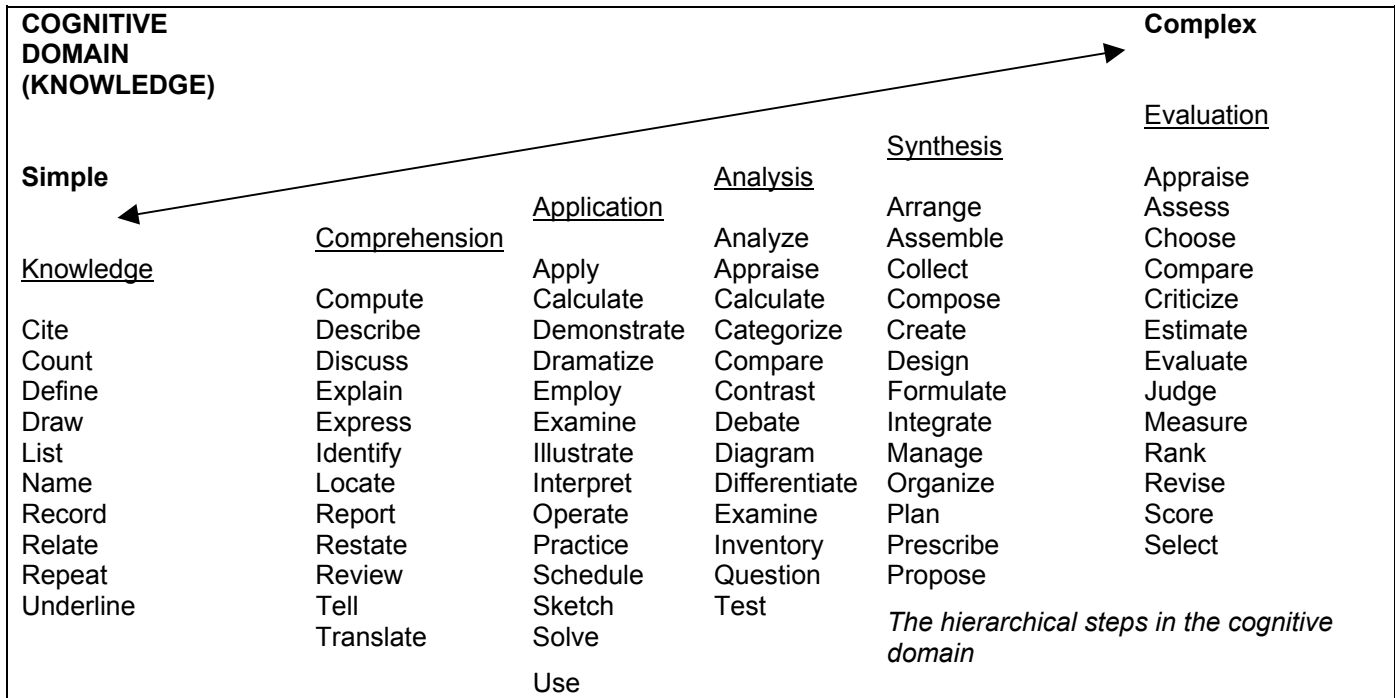 COGNITIVE
DOMAIN
(KNOWLEDGE)
Simple
Knowledge
Cite
Count
Define
Draw
List
Name
Record
Relate
Repeat
Underline
Comprehension
Compute
Describe
Discuss
Explain
Express
Identify
Locate
Report
Restate
Review
Tell
Translate
Application
Apply
Calculate
Demonstrate
Dramatize
Employ
Examine
Illustrate
Interpret
Operate
Practice
Schedule
Sketch
Solve
Use
Analysis
Analyze
Appraise
Calculate
Categorize
Compare
Contrast
Debate
Diagram
Differentiate
Examine
Inventory
Question
Test
Synthesis
Arrange
Assemble
Collect
Compose
Create
Design
Formulate
Integrate
Manage
Organize
Plan
Prescribe
Propose
Complex
Evaluation
Appraise
Assess
Choose
Compare
Criticize
Estimate
Evaluate
Judge
Measure
Rank
Revise
Score
Select
The hierarchical steps in the cognitive
domain